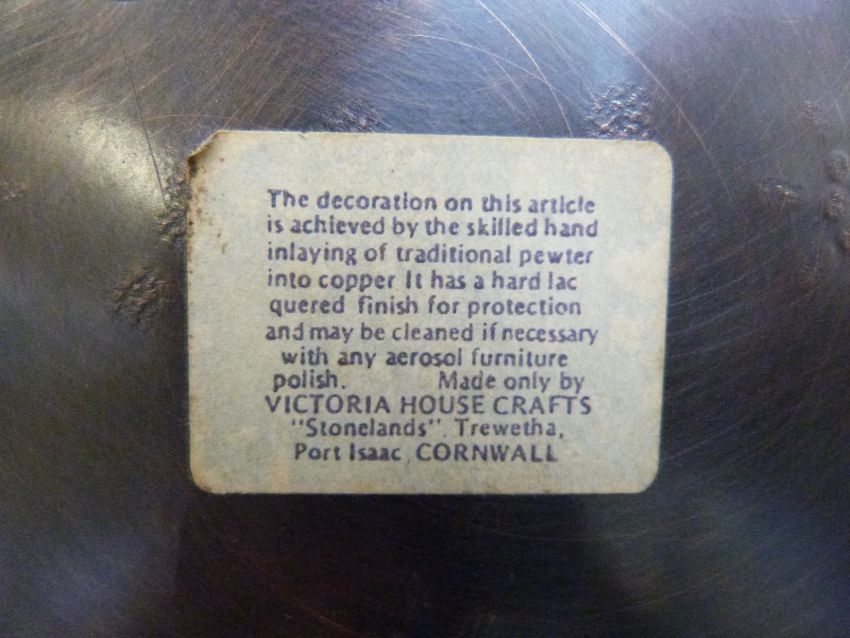 The decoration on this article
is achieved by the skilled hand
inlaying of traditional pewter
into copper It has a hard lac
quered finish for protection
and may be cleaned if necessary
with any aerosol furniture
polish. Made only by
VICTORIA HOUSE CRAFTS
"Stonelands". Trewetha,
Port Isaac, CORNWALL